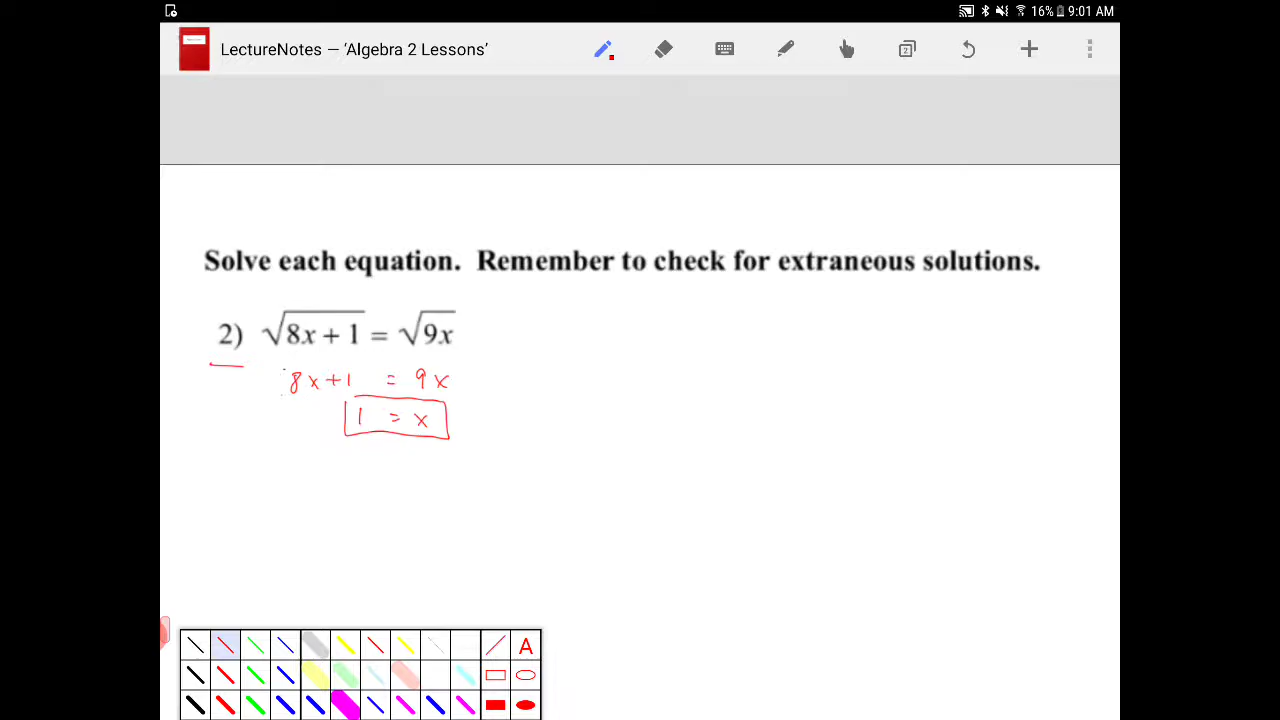 16% 9:01 AM
LectureNotes — ‘Algebra 2 Lessons’
2
Solve each equation. Remember to check for extraneous solutions.
2) √8x + 1 = √9x
8x+1 = 9x
1 = x
A